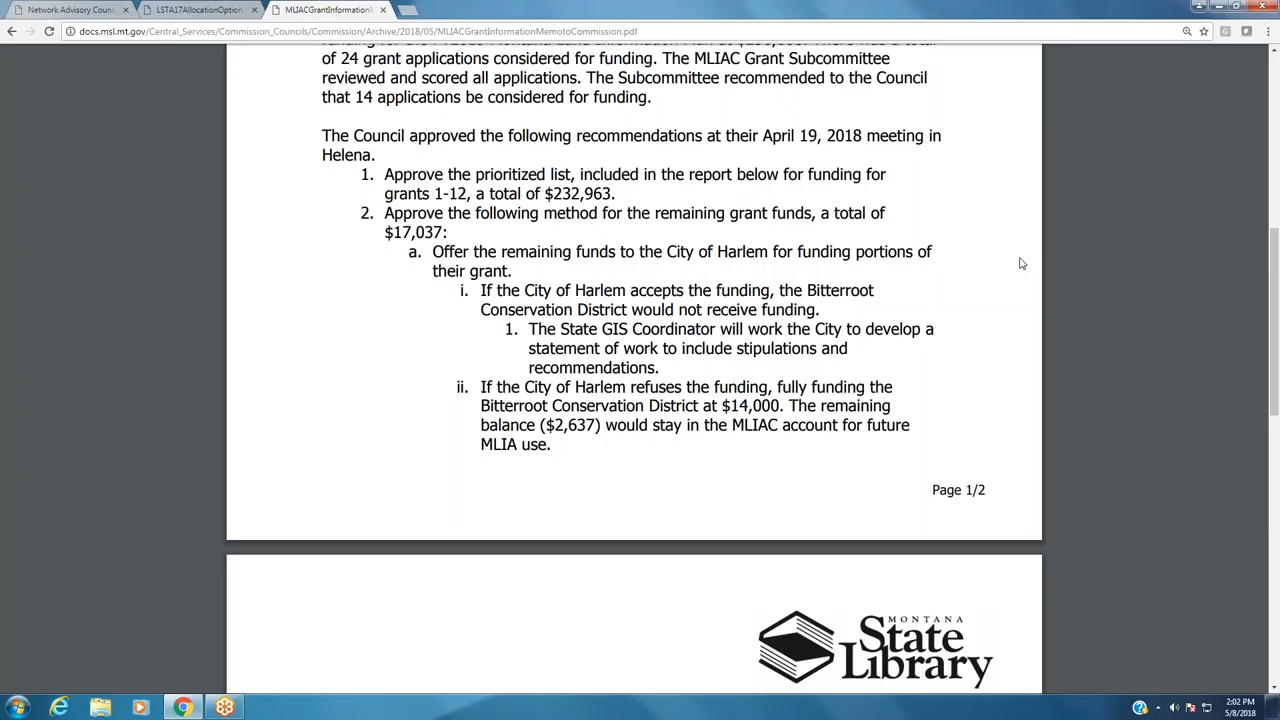 Network Advisory Counc
LSTA17AllocationOption
MLIACGrantInformation
docs.msl.mt.gov/Central_Services/Commission_Councils/Commission/Archive/2018/05/MLIACGrantInformationMemotoCommission.pdf
of 24 grant applications considered for funding. The MLIAC Grant Subcommittee
reviewed and scored all applications. The Subcommittee recommended to the Council
that 14 applications be considered for funding.
The Council approved the following recommendations at their April 19, 2018 meeting in
Helena.
1. Approve the prioritized list, included in the report below for funding for
grants 1-12, a total of $232,963.
2. Approve the following method for the remaining grant funds, a total of
$17,037:
a. Offer the remaining funds to the City of Harlem for funding portions of
their grant.
i. If the City of Harlem accepts the funding, the Bitterroot
Conservation District would not receive funding.
1. The State GIS Coordinator will work the City to develop a
statement of work to include stipulations and
recommendations.
ii. If the City of Harlem refuses the funding, fully funding the
Bitterroot Conservation District at $14,000. The remaining
balance ($2,637) would stay in the MLIAC account for future
MLIA use.
Page 1/2
MONTANA
State
Library
2:02 PM
5/8/2018